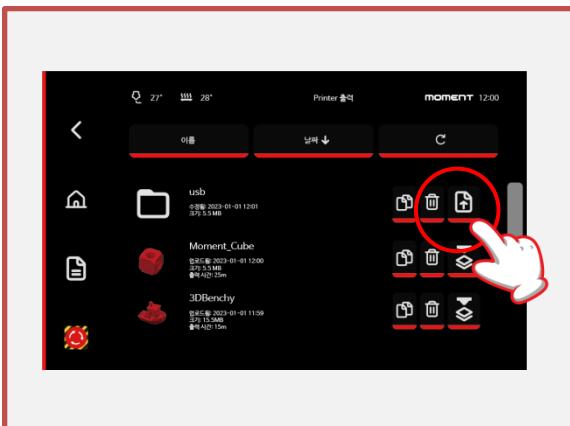 27° 28° Printer 출력 MOMENT 12:00
이름 날짜
usb
수정됨: 2023-01-01 12:01
크기: 5.5 MB
Moment_Cube
업로드됨: 2023-01-01 12:00
크기: 5.5 MB
출력 시간: 25m
3DBenchy
업로드됨: 2023-01-01 11:59
크기: 15.5MB
출력 시간: 15m